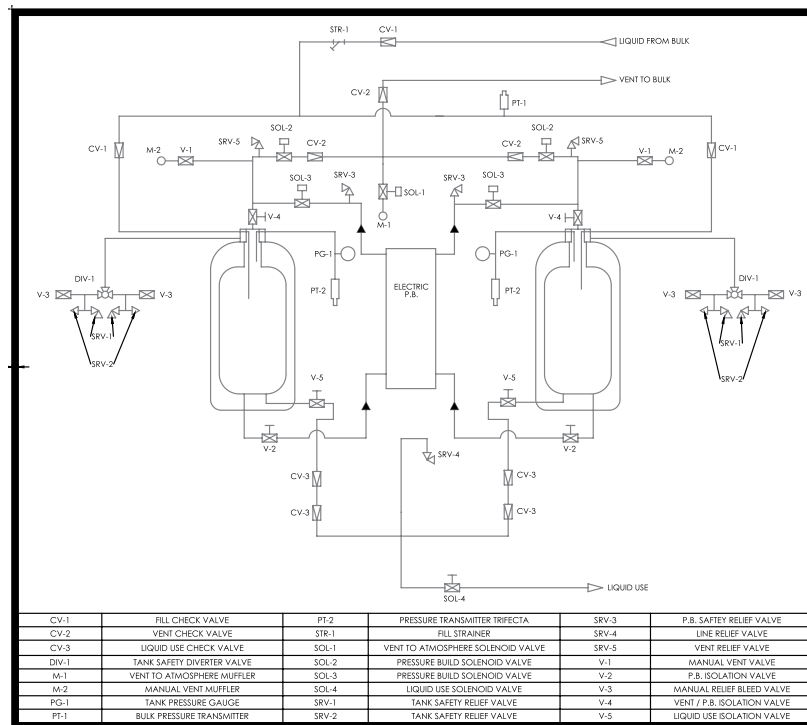 STR-1 CV-1
LIQUID FROM BULK
VENT TO BULK
CV-2
PT-1
CV-1 M-2 V-1 SRV-5 SOL-2 CV-2 CV-2 SOL-2 SRV-5 V-1 M-2 CV-1
SOL-3 SRV-3 SOL-1 SRV-3 SOL-3
V-4 M-1 V-4
PG-1 PG-1
DIV-1 ELECTRIC DIV-1
P.B.
V-3 V-3 PT-2 PT-2 V-3 V-3
SRV-1 SRV-1
SRV-2 SRV-2
V-5 V-5
V-2 SRV-4 V-2
CV-3 CV-3
CV-3 CV-3
LIQUID USE
SOL-4
CV-1 FILL CHECK VALVE PT-2 PRESSURE TRANSMITTER TRIFECTA SRV-3 P.B. SAFTEY RELIEF VALVE
CV-2 VENT CHECK VALVE STR-1 FILL STRAINER SRV-4 LINE RELIEF VALVE
CV-3 LIQUID USE CHECK VALVE SOL-1 VENT TO ATMOSPHERE SOLENOID VALVE SRV-5 VENT RELIEF VALVE
DIV-1 TANK SAFETY DIVERTER VALVE SOL-2 PRESSURE BUILD SOLENOID VALVE V-1 MANUAL VENT VALVE
M-1 VENT TO ATMOSPHERE MUFFLER SOL-3 PRESSURE BUILD SOLENOID VALVE V-2 P.B. ISOLATION VALVE
M-2 MANUAL VENT MUFFLER SOL-4 LIQUID USE SOLENOID VALVE V-3 MANUAL RELIEF BLEED VALVE
PG-1 TANK PRESSURE GAUGE SRV-1 TANK SAFETY RELIEF VALVE V-4 VENT / P.B. ISOLATION VALVE
PT-1 BULK PRESSURE TRANSMITTER SRV-2 TANK SAFETY RELIEF VALVE V-5 LIQUID USE ISOLATION VALVE